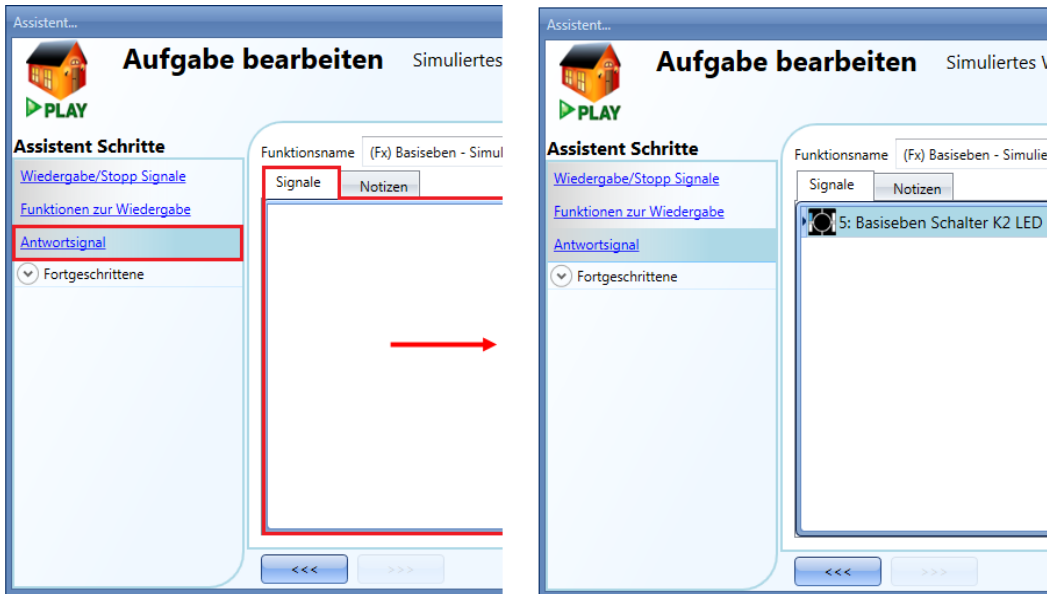 Assistent...
Aufgabe bearbeiten Simuliertes
PLAY
Assistent Schritte
Wiedergabe/Stopp Signale
Funktionen zur Wiedergabe
Antwortsignal
Fortgeschrittene
Funktionsname (Fx) Basiseben - Simul
Signale Notizen
<<< >>>
Assistent...
Aufgabe bearbeiten Simuliertes W
PLAY
Assistent Schritte
Wiedergabe/Stopp Signale
Funktionen zur Wiedergabe
Antwortsignal
Fortgeschrittene
Funktionsname (Fx) Basiseben - Simulie
Signale Notizen
5: Basiseben Schalter K2 LED
<<< >>>